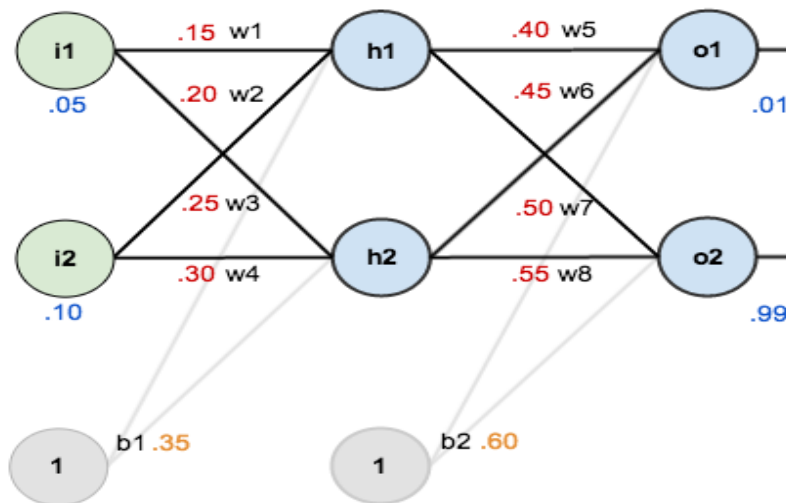 .15 w1
.40 w5
i1
h1
o1
.20 w2
.45 w6
.05
.01
.25 w3
.50 w7
i2
h2
o2
.30 w4
.55 w8
.10
.99
b1 .35
b2 .60
1
1